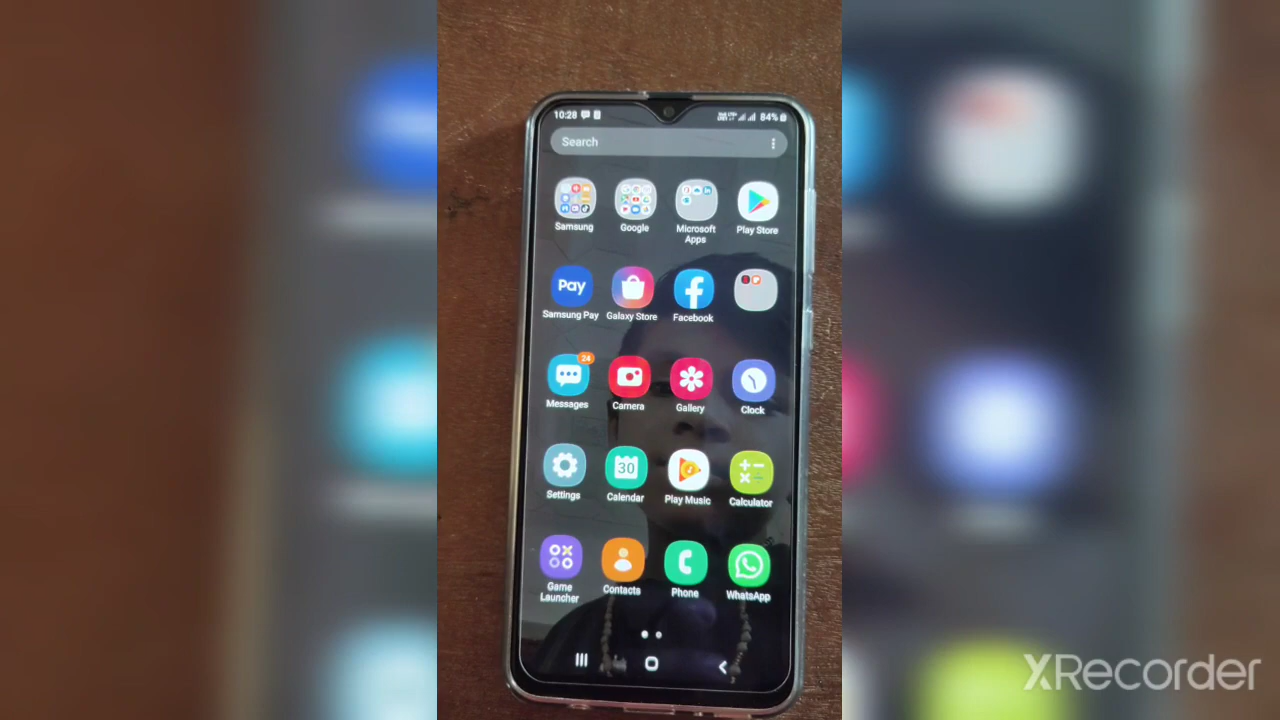 10:28
84%
Search
Samsung
Google
Microsoft
Apps
Play Store
Pay
Samsung Pay
Galaxy Store
Facebook
24
Messages
Camera
Gallery
Clock
30
Settings
Calendar
Play Music
Calculator
Game
Launcher
Contacts
Phone
WhatsApp
XRecorder